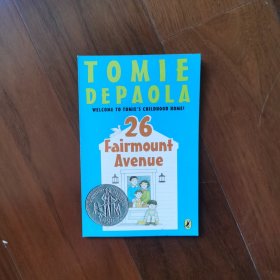 TOMIE
DEPAOLA
WELCOME TO TOMIE'S CHILDHOOD HOME!
26
Fairmount
Avenue